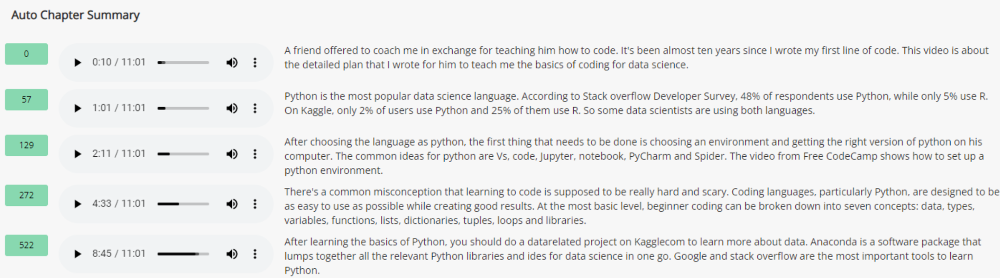 Auto Chapter Summary
0
0:10 / 11:01
A friend offered to coach me in exchange for teaching him how to code. It's been almost ten years since I wrote my first line of code. This video is about
the detailed plan that I wrote for him to teach me the basics of coding for data science.
57
1:01 / 11:01
Python is the most popular data science language. According to Stack overflow Developer Survey, 48% of respondents use Python, while only 5% use R.
On Kaggle, only 2% of users use Python and 25% of them use R. So some data scientists are using both languages.
129
2:11 / 11:01
After choosing the language as python, the first thing that needs to be done is choosing an environment and getting the right version of python on his
computer. The common ideas for python are Vs, code, Jupyter, notebook, PyCharm and Spider. The video from Free CodeCamp shows how to set up a
python environment.
272
4:33 / 11:01
There's a common misconception that learning to code is supposed to be really hard and scary. Coding languages, particularly Python, are designed to be
as easy to use as possible while creating good results. At the most basic level, beginner coding can be broken down into seven concepts: data, types,
variables, functions, lists, dictionaries, tuples, loops and libraries.
522
8:45 / 11:01
After learning the basics of Python, you should do a datarelated project on Kagglecom to learn more about data. Anaconda is a software package that
lumps together all the relevant Python libraries and ides for data science in one go. Google and stack overflow are the most important tools to learn
Python.